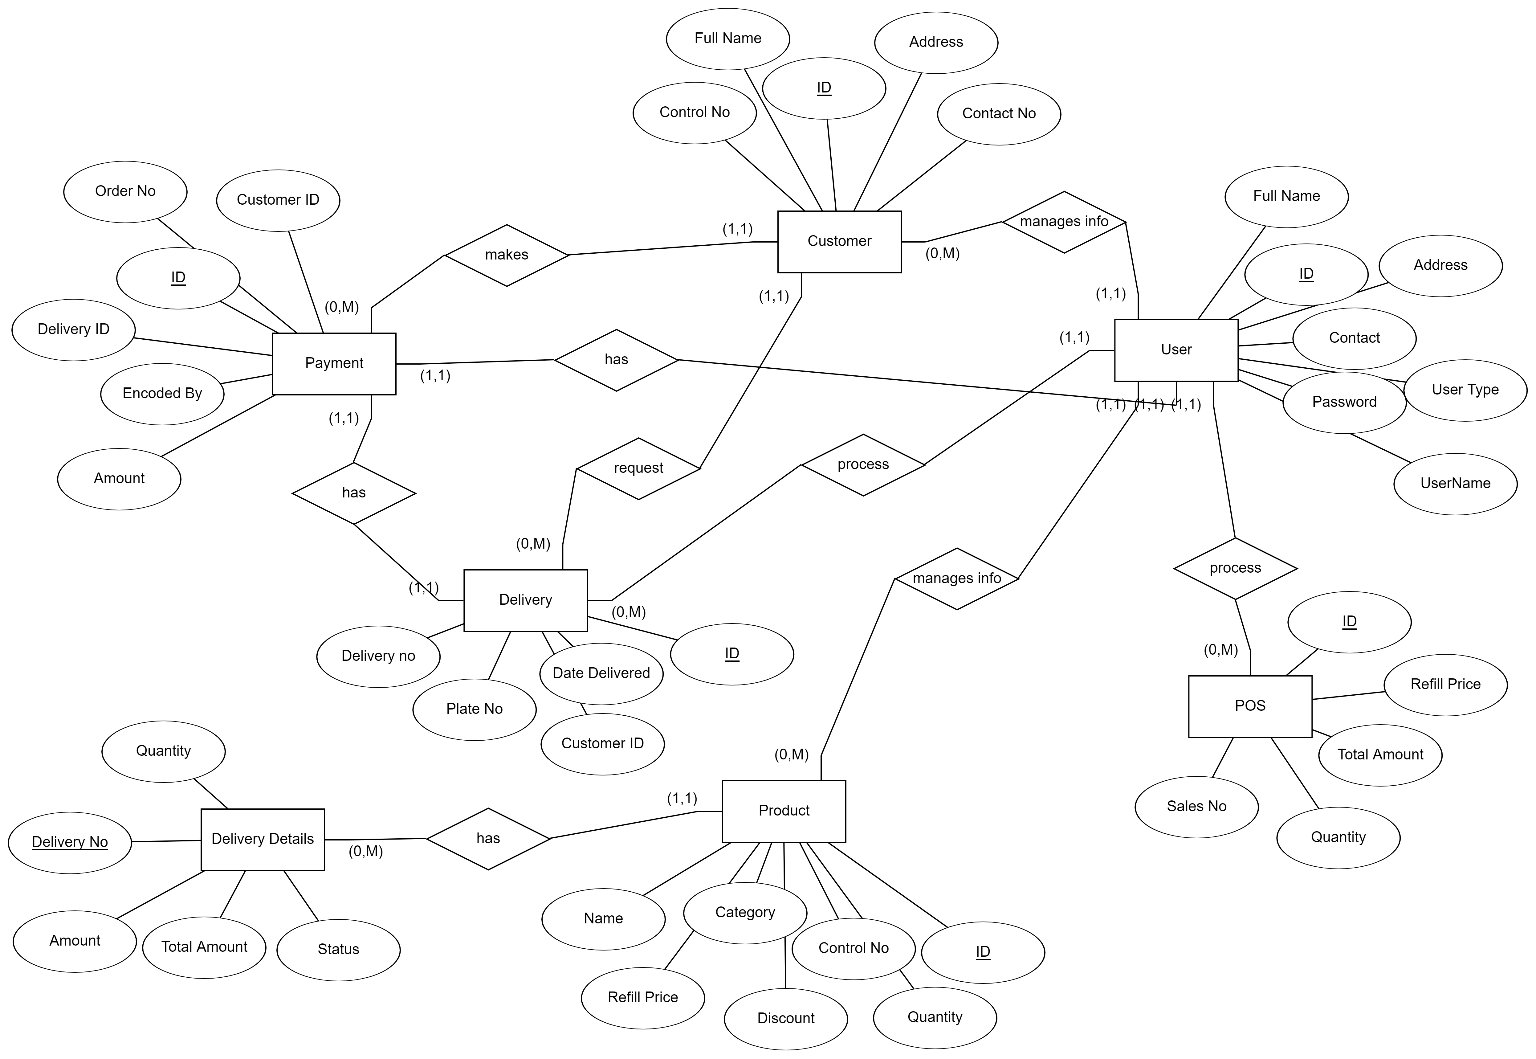 Full Name
Address
ID
Control No
Contact No
Order No
Customer ID
manages info
Full Name
(1,1)
Customer
makes
(0,M)
ID
ID
Address
(1,1)
(1,1)
(0,M)
Delivery ID
Contact
(1,1)
User
Payment
has
(1,1)
User Type
Encoded By
Password
(1,1)
(1,1)
(1,1)
(1,1)
process
request
Amount
UserName
has
(0,M)
process
manages info
(1,1)
Delivery
(0,M)
ID
(0,M)
Delivery no
ID
Date Delivered
Refill Price
Plate No
POS
Customer ID
Quantity
(0,M)
Total Amount
(1,1)
Sales No
Product
Delivery Details
has
Quantity
Delivery No
(0,M)
Category
Name
Amount
Total Amount
Status
Control No
ID
Refill Price
Discount
Quantity